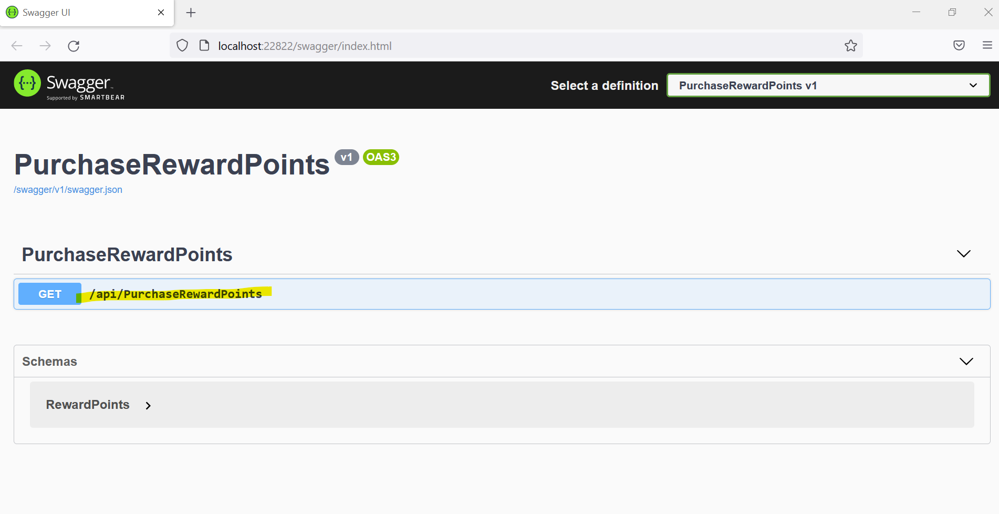 Swagger UI
localhost:22822/swagger/index.html
{...} Swagger™
Supported by SMARTBEAR
Select a definition
PurchaseRewardPoints v1
PurchaseRewardPoints v1 OAS3
/swagger/v1/swagger.json
PurchaseRewardPoints
GET /api/PurchaseRewardPoints
Schemas
RewardPoints